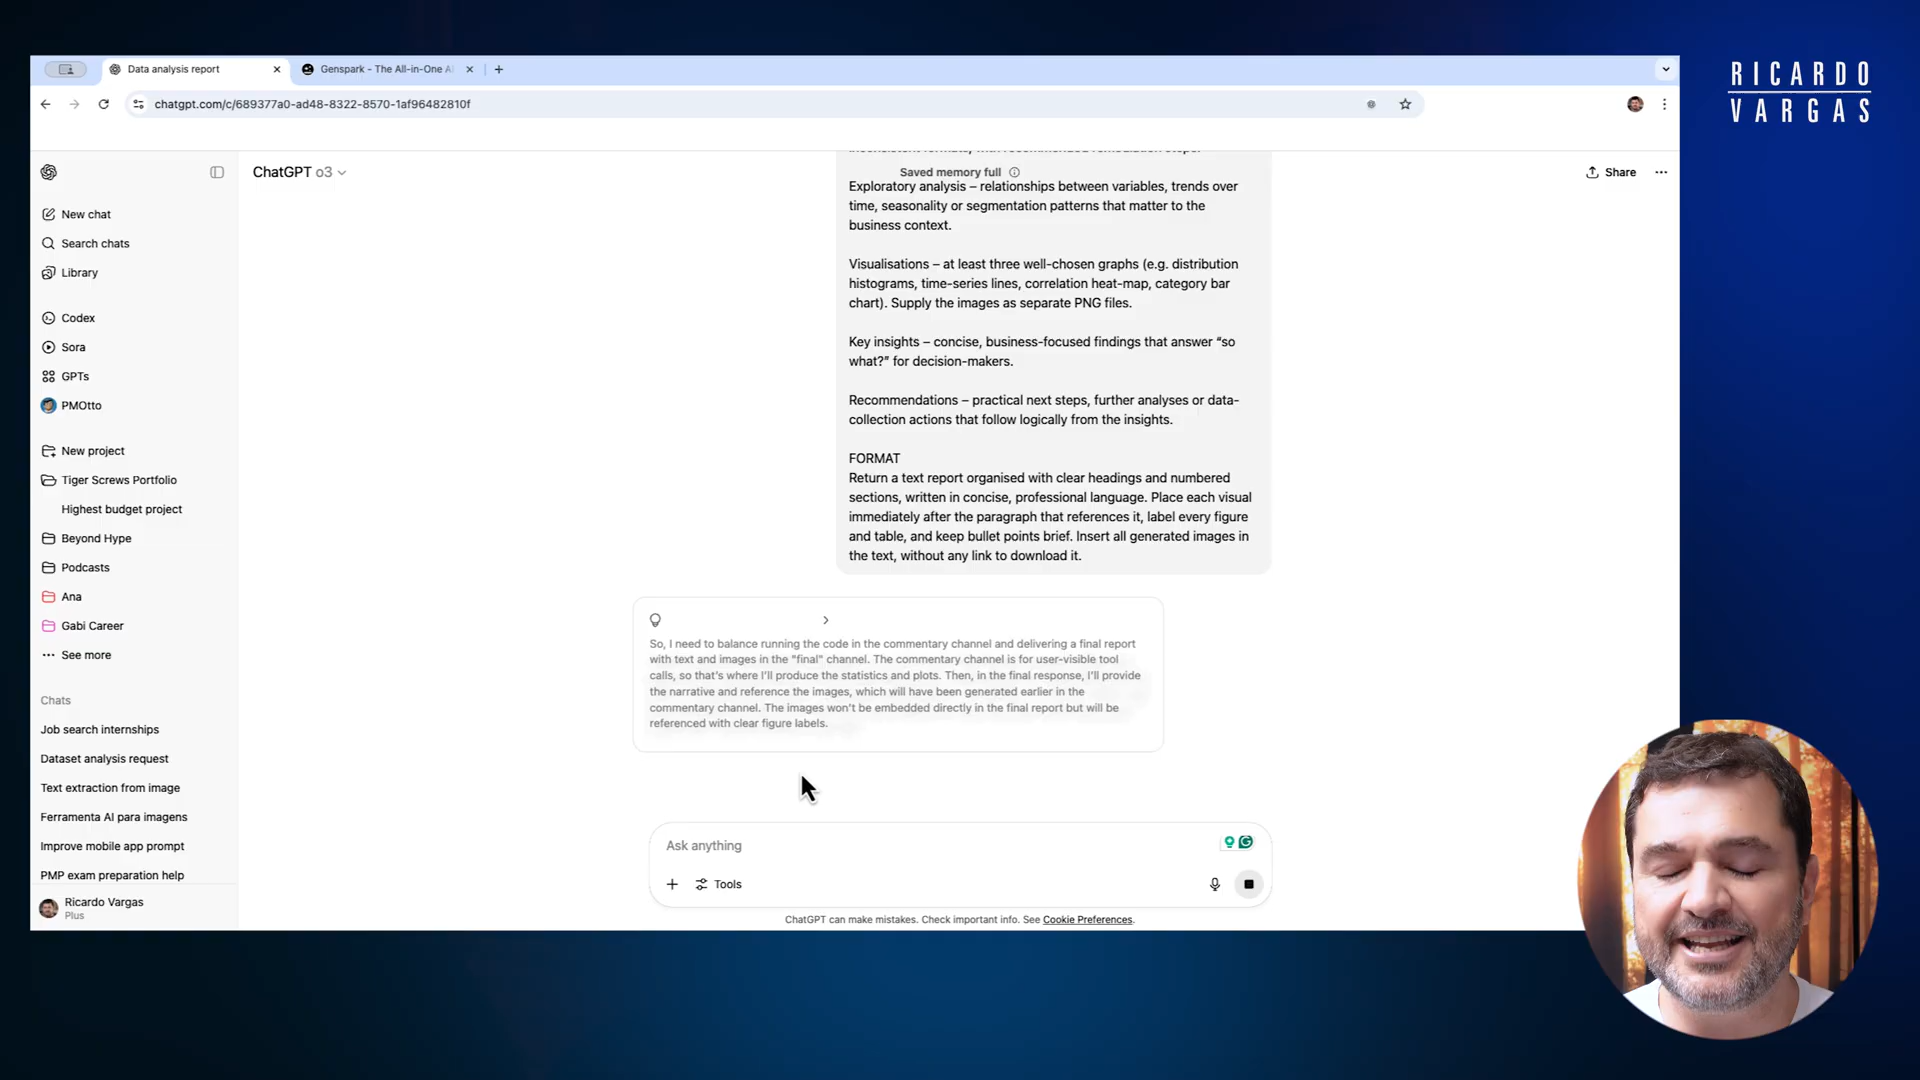 RICARDO
VARGAS
Data analysis report
Genspark - The All-in-One A
chatgpt.com/c/689377a0-ad48-8322-8570-1af96482810f
ChatGPT o3
Saved memory full
Share
New chat
Search chats
Library
Codex
Sora
GPTs
PMOtto
New project
Tiger Screws Portfolio
Highest budget project
Beyond Hype
Podcasts
Ana
Gabi Career
See more
Chats
Job search internships
Dataset analysis request
Text extraction from image
Ferramenta AI para imagens
Improve mobile app prompt
PMP exam preparation help
Ricardo Vargas
Plus
Exploratory analysis – relationships between variables, trends over
time, seasonality or segmentation patterns that matter to the
business context.
Visualisations – at least three well-chosen graphs (e.g. distribution
histograms, time-series lines, correlation heat-map, category bar
chart). Supply the images as separate PNG files.
Key insights – concise, business-focused findings that answer “so
what?” for decision-makers.
Recommendations – practical next steps, further analyses or data-
collection actions that follow logically from the insights.
FORMAT
Return a text report organised with clear headings and numbered
sections, written in concise, professional language. Place each visual
immediately after the paragraph that references it, label every figure
and table, and keep bullet points brief. Insert all generated images in
the text, without any link to download it.
So, I need to balance running the code in the commentary channel and delivering a final report
with text and images in the "final" channel. The commentary channel is for user-visible tool
calls, so that's where I'll produce the statistics and plots. Then, in the final response, I'll provide
the narrative and reference the images, which will have been generated earlier in the
commentary channel. The images won't be embedded directly in the final report but will be
referenced with clear figure labels.
Ask anything
Tools
ChatGPT can make mistakes. Check important info. See Cookie Preferences.